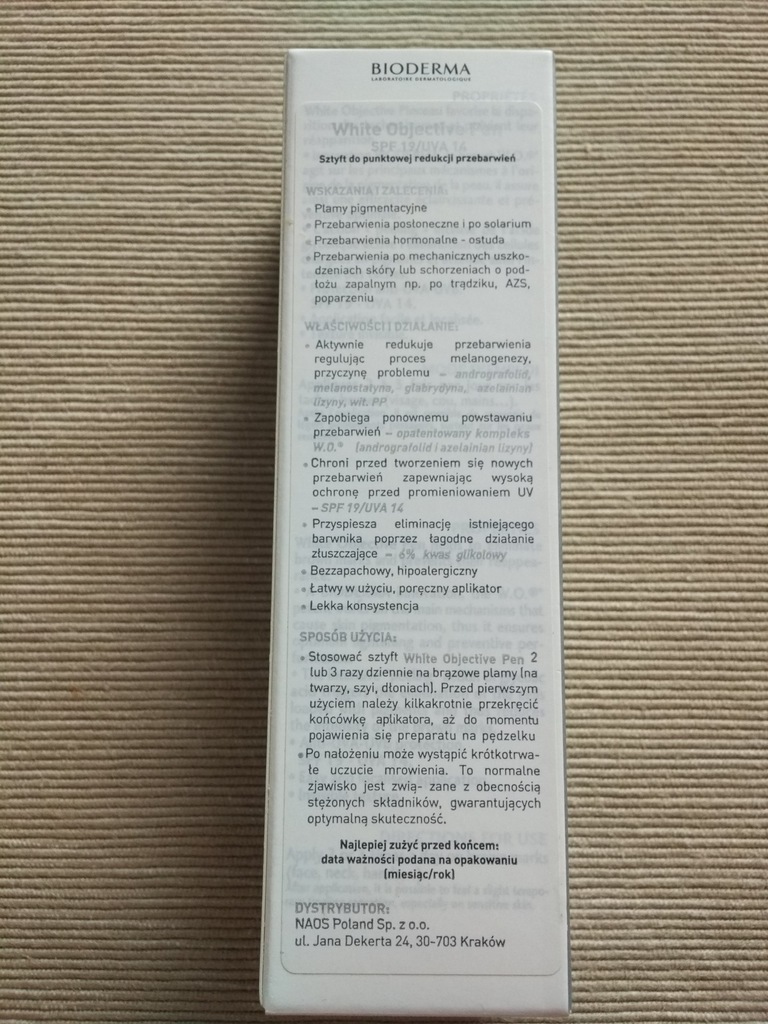 BIODERMA
LABORATOIRE DERMATOLOGIQUE
White Objective Pen
SPF 19/UVA 14
Sztyft do punktowej redukcji przebarwień
WSKAZANIA I ZALECENIA:
• Plamy pigmentacyjne
• Przebarwienia posłoneczne i po solarium
• Przebarwienia hormonalne - ostuda
• Przebarwienia po mechanicznych uszko-
dzeniach skóry lub schorzeniach o pod-
łożu zapalnym np. po trądziku, AZS,
poparzeniu
WŁAŚCIWOŚCI I DZIAŁANIE:
• Aktywnie redukuje przebarwienia
regulując proces melanogenezy,
przyczynę problemu – andrografolid,
melanostatyna, glabrydyna, azelainian
lizyny, wit. PP
• Zapobiega ponownemu powstawaniu
przebarwień – opatentowany kompleks
W.O.® (andrografolid i azelainian lizyny)
• Chroni przed tworzeniem się nowych
przebarwień zapewniając wysoką
ochronę przed promieniowaniem UV
– SPF 19/UVA 14
• Przyspiesza eliminację istniejącego
barwnika poprzez łagodne działanie
złuszczające – 6% kwas glikolowy
• Bezzapachowy, hipoalergiczny
• Łatwy w użyciu, poręczny aplikator
• Lekka konsystencja
SPOSÓB UŻYCIA:
• Stosować sztyft White Objective Pen 2
lub 3 razy dziennie na brązowe plamy (na
twarzy, szyi, dłoniach). Przed pierwszym
użyciem należy kilkakrotnie przekręcić
końcówkę aplikatora, aż do momentu
pojawienia się preparatu na pędzelku
• Po nałożeniu może wystąpić krótkotrwa-
łe uczucie mrowienia. To normalne
zjawisko jest zwią- zane z obecnością
stężonych składników, gwarantujących
optymalną skuteczność.
Najlepiej zużyć przed końcem:
data ważności podana na opakowaniu
(miesiąc/rok)
DYSTRYBUTOR:
NAOS Poland Sp. z o.o.
ul. Jana Dekerta 24, 30-703 Kraków